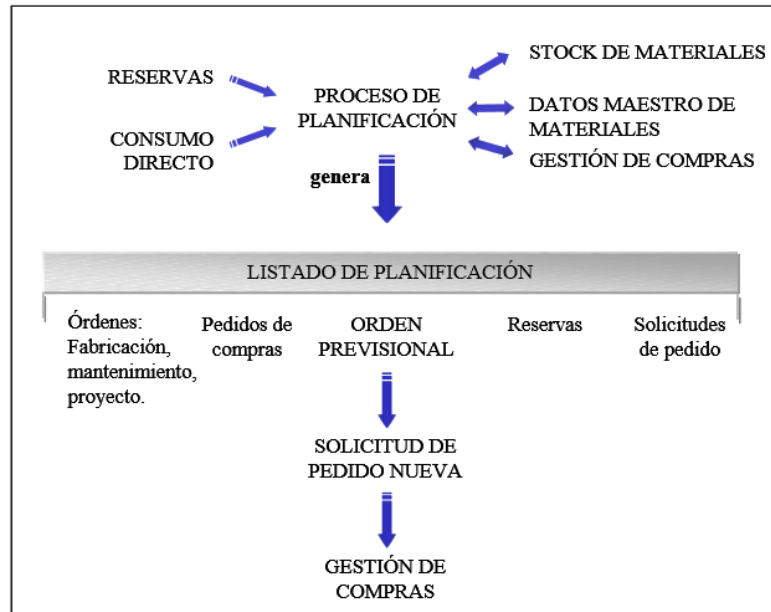 RESERVAS
CONSUMO
DIRECTO
PROCESO DE
PLANIFICACIÓN
STOCK DE MATERIALES
DATOS MAESTRO DE
MATERIALES
GESTIÓN DE COMPRAS
genera
LISTADO DE PLANIFICACIÓN
Órdenes:
Fabricación,
mantenimiento,
proyecto.
Pedidos de
compras
ORDEN
PREVISIONAL
Reservas
Solicitudes
de pedido
SOLICITUD DE
PEDIDO NUEVA
GESTIÓN DE
COMPRAS